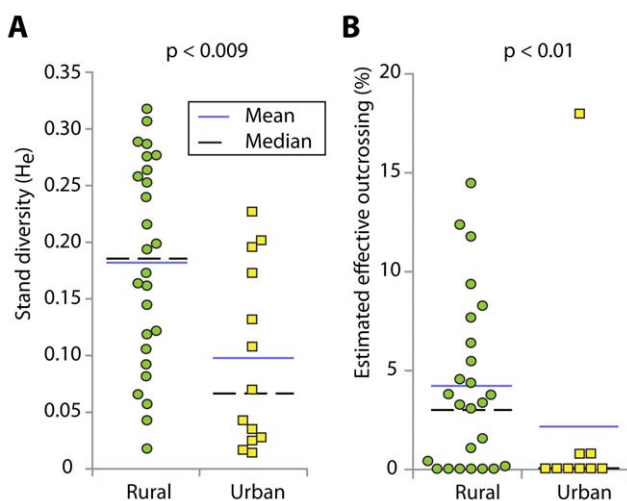 A
p < 0.009
Stand diversity (He)
0.35
0.30
0.25
0.20
0.15
0.10
0.05
0
Mean
Median
Rural
Urban
B
p < 0.01
Estimated effective outcrossing (%)
20
15
10
5
0
Rural
Urban